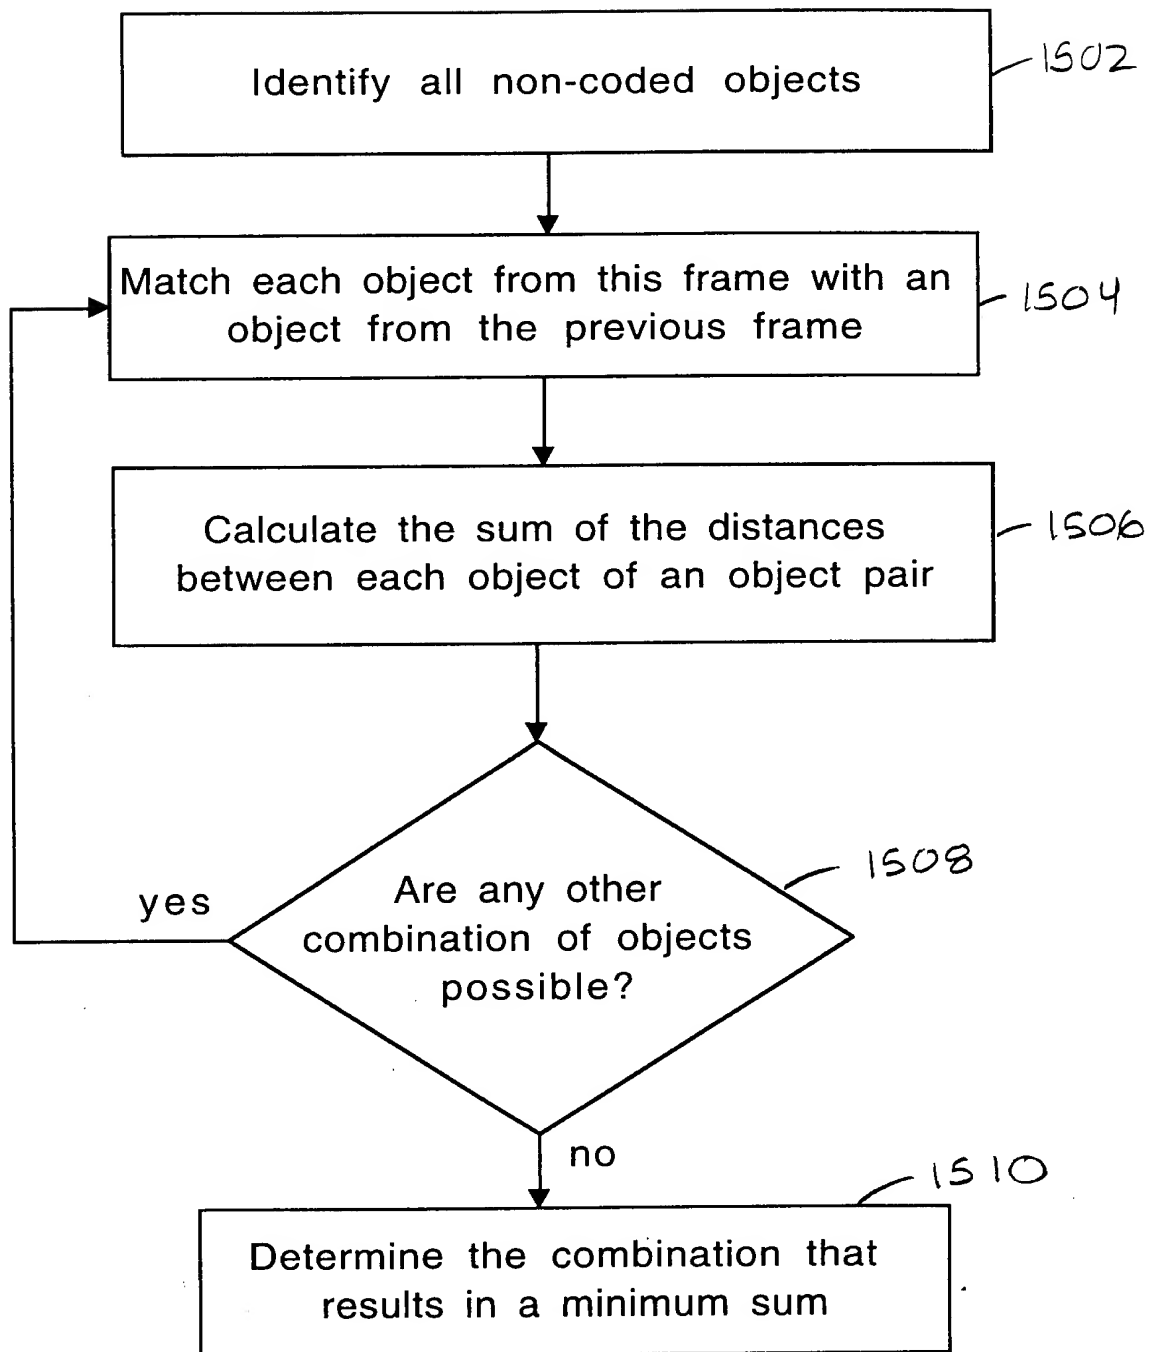 Identify all non-coded objects
1502
Match each object from this frame with an
object from the previous frame
1504
Calculate the sum of the distances
between each object of an object pair
1506
Are any other
combination of objects
possible?
1508
yes
no
Determine the combination that
results in a minimum sum
1510